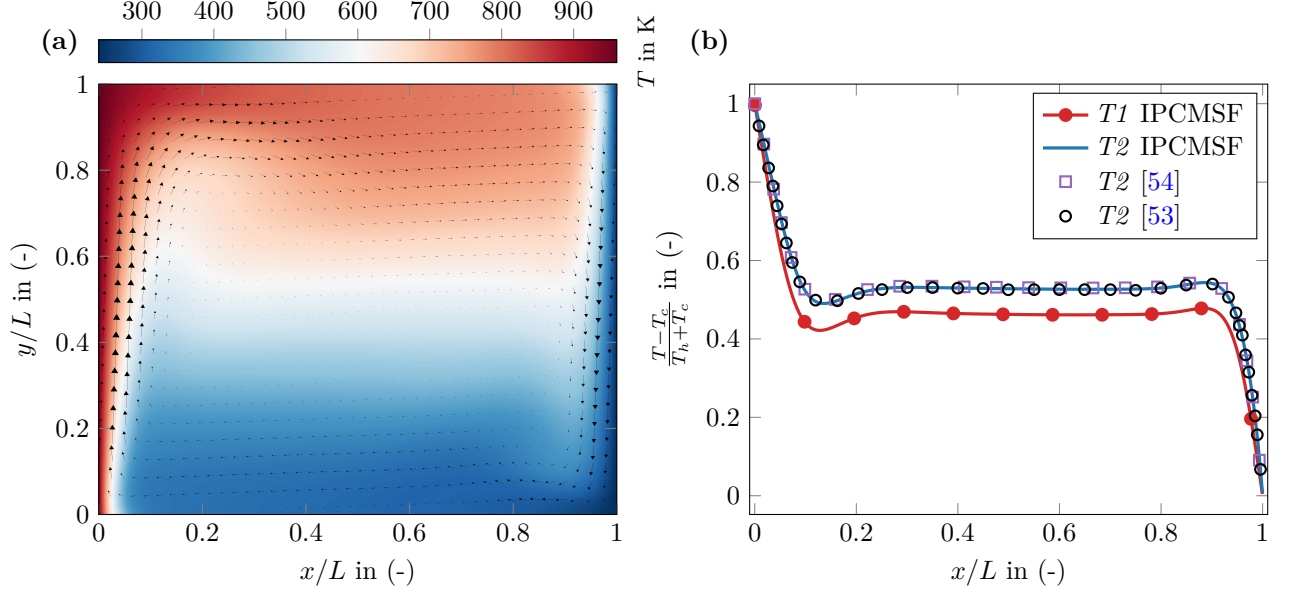 300 400 500 600 700 800 900
(a)
T in K
1
0.8
0.6
0.4
0.2
0
y/L in (-)
0 0.2 0.4 0.6 0.8 1
x/L in (-)
(b)
1
0.8
0.6
0.4
0.2
0
T−T_c
T_h+T_c
in (-)
T1 IPCMSF
T2 IPCMSF
T2 [54]
T2 [53]
0 0.2 0.4 0.6 0.8 1
x/L in (-)